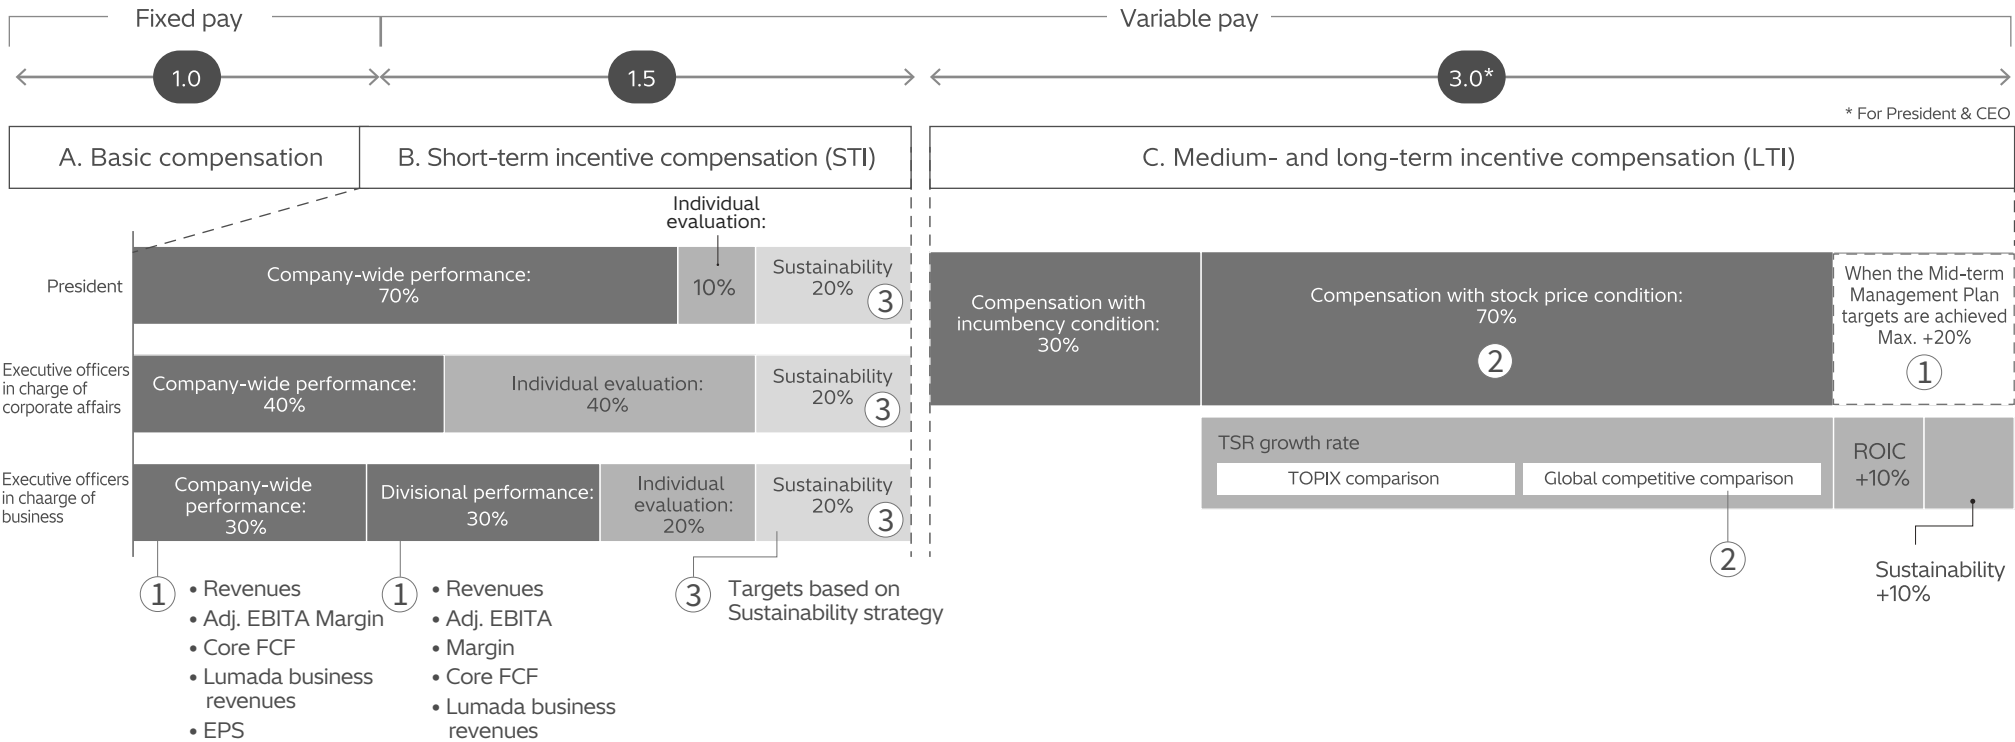 Fixed pay
Variable pay
1.0
1.5
3.0*
* For President & CEO
A. Basic compensation
B. Short-term incentive compensation (STI)
C. Medium- and long-term incentive compensation (LTI)
Individual
evaluation:
President
Company-wide performance:
70%
10%
Sustainability
20%
3
Executive officers
in charge of
corporate affairs
Company-wide performance:
40%
Individual evaluation:
40%
Sustainability
20%
3
Executive officers
in chaarge of
business
Company-wide
performance:
30%
Divisional performance:
30%
Individual
evaluation:
20%
Sustainability
20%
3
1
• Revenues
• Adj. EBITA Margin
• Core FCF
• Lumada business
revenues
• EPS
1
• Revenues
• Adj. EBITA
• Margin
• Core FCF
• Lumada business
revenues
3
Targets based on
Sustainability strategy
Compensation with
incumbency condition:
30%
Compensation with stock price condition:
70%
2
When the Mid-term
Management Plan
targets are achieved
Max. +20%
1
TSR growth rate
TOPIX comparison
Global competitive comparison
ROIC
+10%
2
Sustainability
+10%